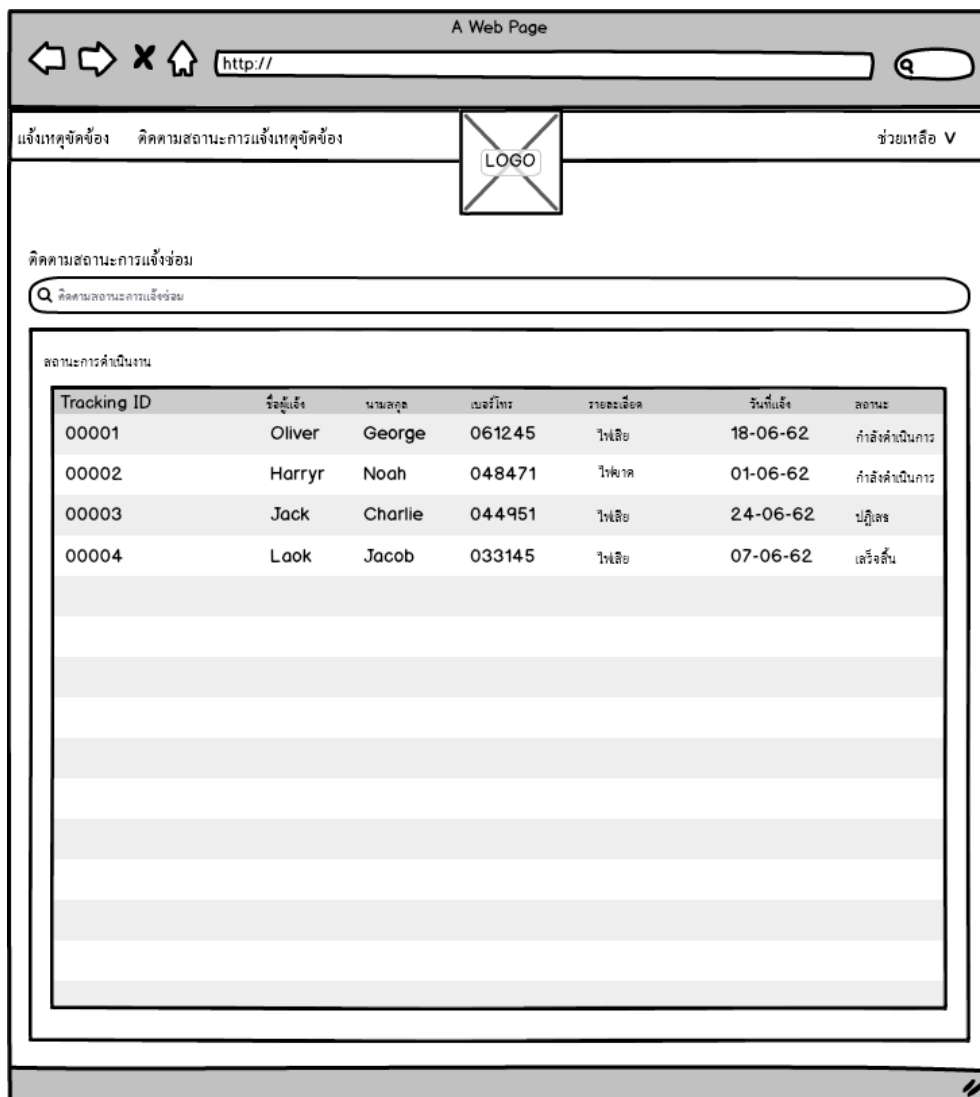 A Web Page
http://
แจ้งเหตุขัดข้อง ติดตามสถานะการแจ้งเหตุขัดข้อง LOGO ช่วยเหลือ V
ติดตามสถานะการแจ้งซ่อม
ติดตามสถานะการแจ้งซ่อม
สถานะการดำเนินงาน
Tracking ID ชื่อผู้แจ้ง นามสกุล เบอร์โทร รายละเอียด วันที่แจ้ง สถานะ
00001 Oliver George 061245 ไฟเสีย 18-06-62 กำลังดำเนินการ
00002 Harryr Noah 048471 ไฟขาด 01-06-62 กำลังดำเนินการ
00003 Jack Charlie 044951 ไฟเสีย 24-06-62 ปฏิเสธ
00004 Laok Jacob 033145 ไฟเสีย 07-06-62 เสร็จสิ้น